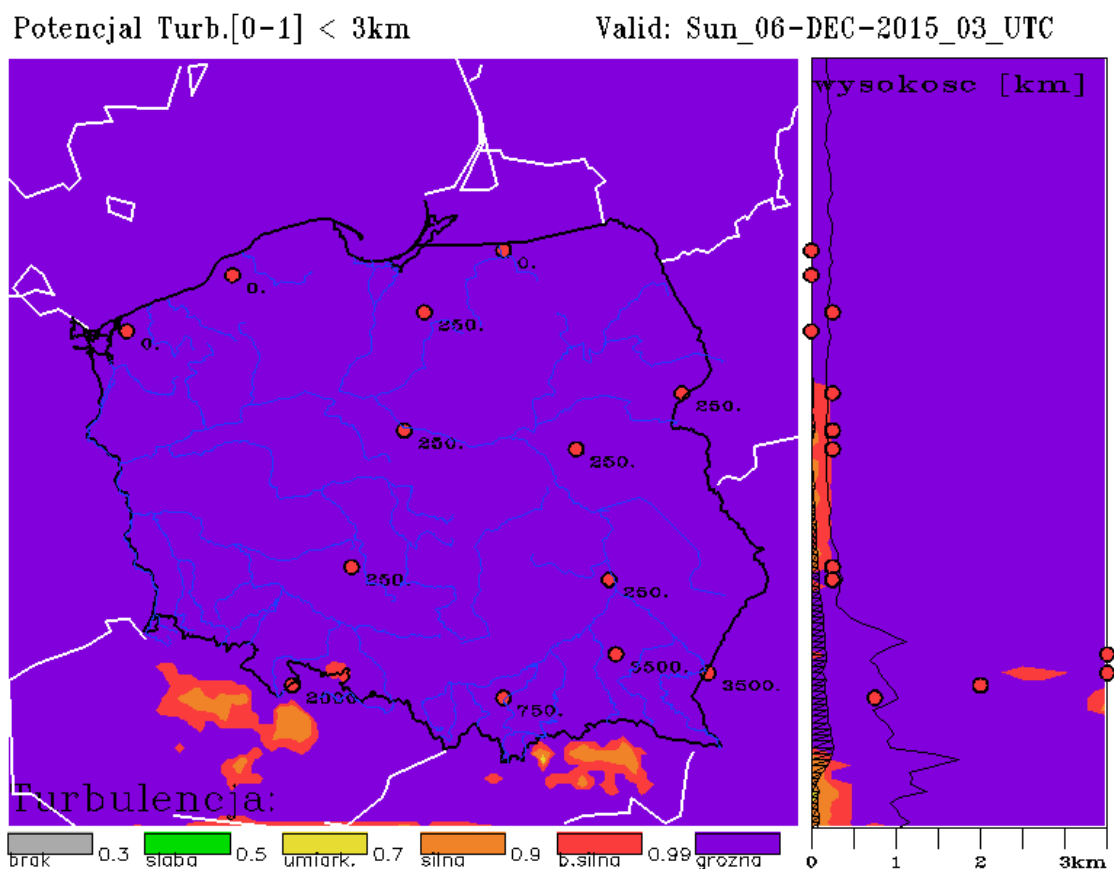 Potencjal Turb.[0-1] < 3km
Valid: Sun_06-DEC-2015_03_UTC
wysokosc [km]
0.
0.
250.
0.
250.
250.
250.
250.
250.
3500.
3500.
2000.
750.
Turbulencja:
brak 0.3 slaba 0.5 umiark. 0.7 silna 0.9 b.silna 0.99 grozna
0 1 2 3km